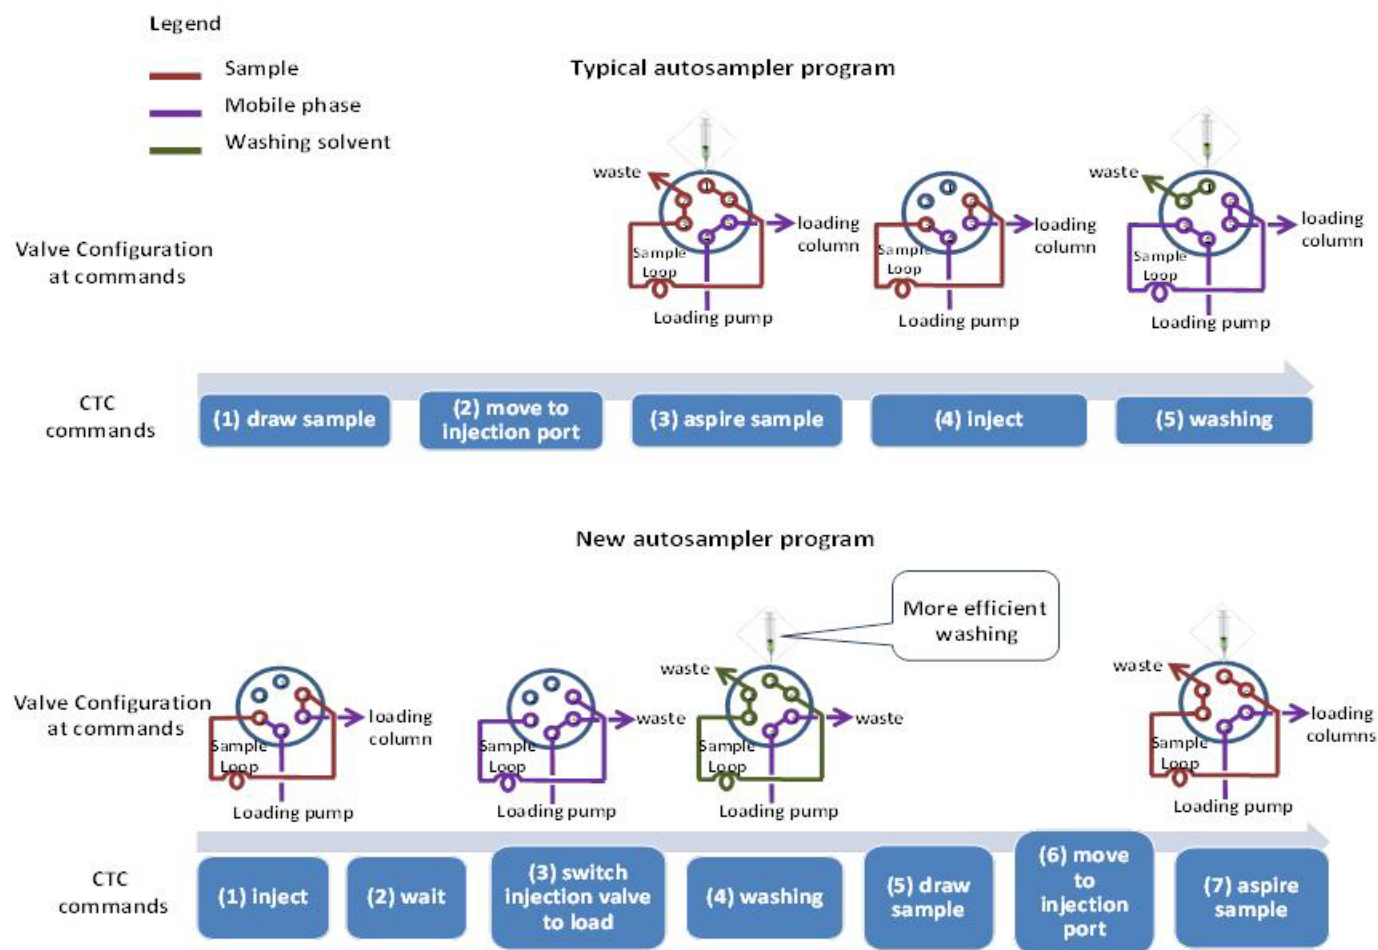 Legend
Sample
Mobile phase
Washing solvent
Typical autosampler program
waste
loading
column
Sample
Loop
Loading pump
loading
column
Sample
Loop
Loading pump
waste
loading
column
Sample
Loop
Loading pump
Valve Configuration
at commands
CTC
commands
(1) draw sample
(2) move to
injection port
(3) aspire sample
(4) inject
(5) washing
New autosampler program
More efficient
washing
Valve Configuration
at commands
loading
column
Sample
Loop
Loading pump
waste
Sample
Loop
Loading pump
waste
waste
Sample
Loop
Loading pump
waste
loading
columns
Sample
Loop
Loading pump
CTC
commands
(1) inject
(2) wait
(3) switch
injection valve
to load
(4) washing
(5) draw
sample
(6) move
to
injection
port
(7) aspire
sample